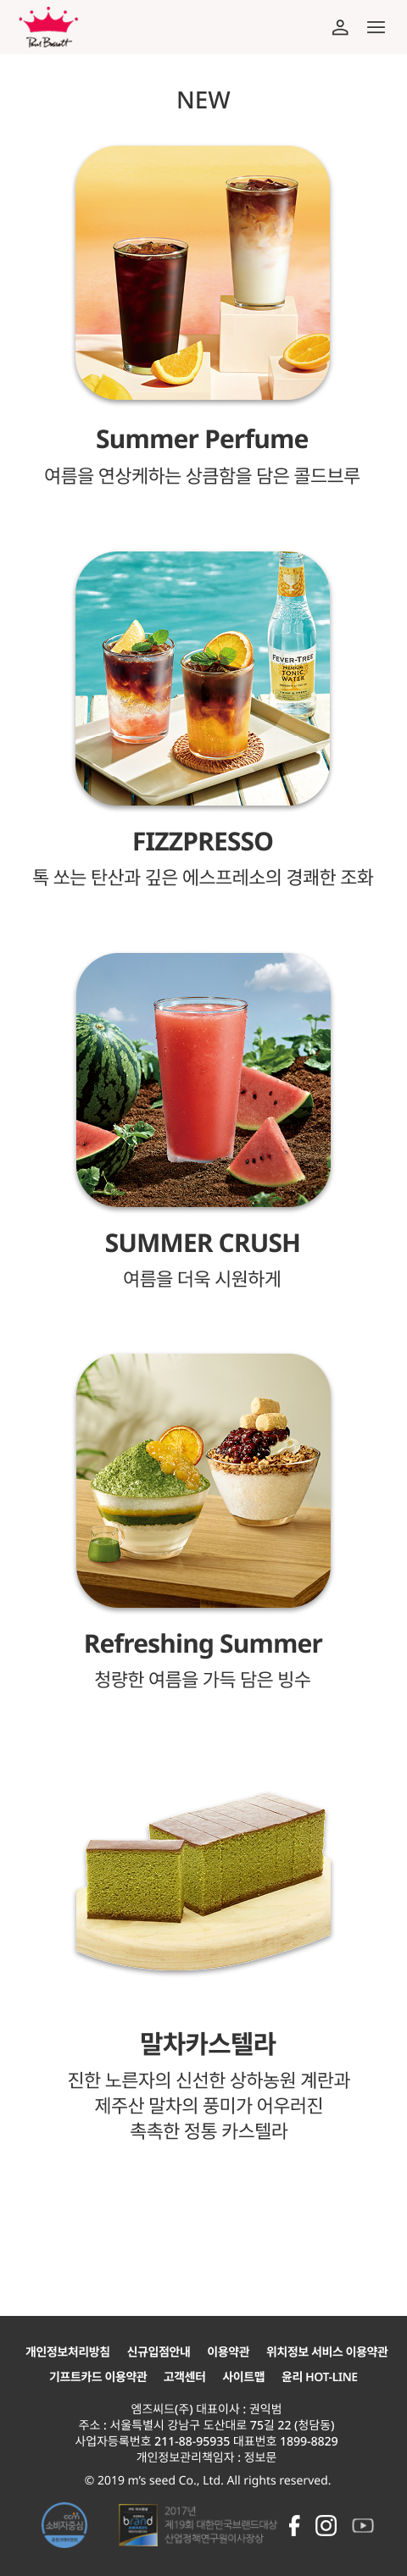 Paul Bassett
NEW
Summer Perfume
여름을 연상케하는 상큼함을 담은 콜드브루
FEVER-TREE
PREMIUM
TONIC
WATER
FIZZPRESSO
톡 쏘는 탄산과 깊은 에스프레소의 경쾌한 조화
SUMMER CRUSH
여름을 더욱 시원하게
Refreshing Summer
청량한 여름을 가득 담은 빙수
말차카스텔라
진한 노른자의 신선한 상하농원 계란과
제주산 말차의 풍미가 어우러진
촉촉한 정통 카스텔라
개인정보처리방침 신규입점안내 이용약관 위치정보 서비스 이용약관
기프트카드 이용약관 고객센터 사이트맵 윤리 HOT-LINE
엠즈씨드(주) 대표이사 : 권익범
주소 : 서울특별시 강남구 도산대로 75길 22 (청담동)
사업자등록번호 211-88-95935 대표번호 1899-8829
개인정보관리책임자 : 정보문
© 2019 m’s seed Co., Ltd. All rights reserved.
ccm
소비자중심
brand
2017년
제19회 대한민국브랜드대상
산업정책연구원이사장상